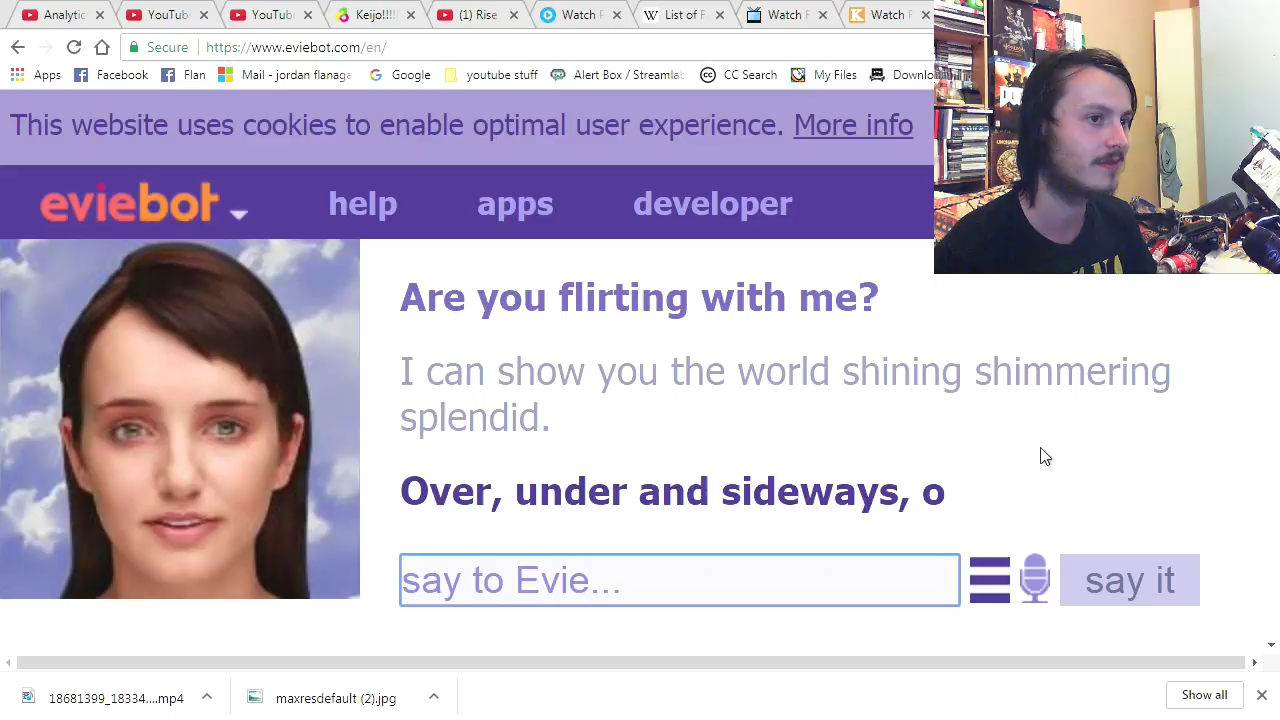 Analytic
YouTub
YouTub
Keijo!!!!
(1) Rise
Watch
List of
Watch
Watch
Secure
https://www.eviebot.com/en/
Apps
Facebook
Flan
Mail - jordan flanaga
Google
youtube stuff
Alert Box / Streamlat
CC Search
My Files
Downlo
This website uses cookies to enable optimal user experience. More info
eviebot
help
apps
developer
Are you flirting with me?
I can show you the world shining shimmering
splendid.
Over, under and sideways, o
say to Evie...
say it
18681399_18334....mp4
maxresdefault (2).jpg
Show all